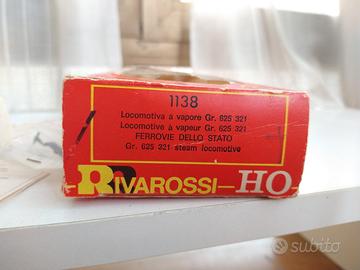 1138
Locomotiva a vapore Gr. 625 321
Locomotive à vapeur Gr. 625 321
FERROVIE DELLO STATO
Gr. 625 321 steam locomotive
RIVAROSSI-HO
subito